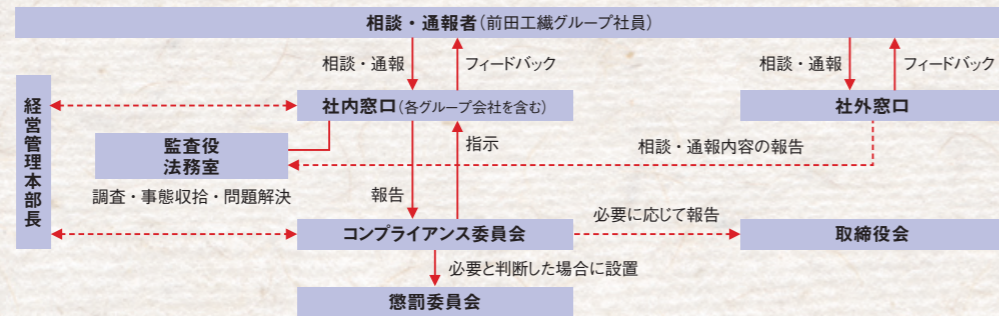 相談・通報者(前田工繊グループ社員)
相談・通報
フィードバック
相談・通報
フィードバック
経営管理本部長
社内窓口(各グループ会社を含む)
社外窓口
監査役
法務室
指示
相談・通報内容の報告
調査・事態収拾・問題解決
報告
必要に応じて報告
コンプライアンス委員会
取締役会
必要と判断した場合に設置
懲罰委員会